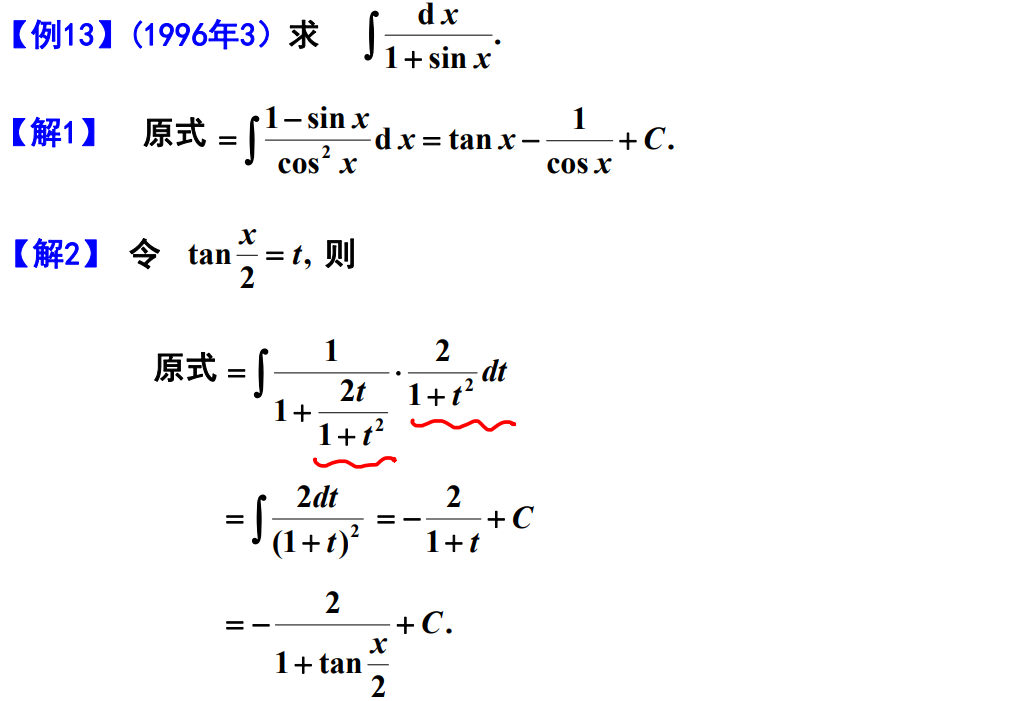 【例13】(1996年3) 求 $\int \frac{\mathrm{d}\,x}{1+\sin x}.$
【解1】 原式 $=\int \frac{1-\sin x}{\cos^2 x}\mathrm{d}\,x=\tan x-\frac{1}{\cos x}+C.$
【解2】 令 $\tan\frac{x}{2}=t,$ 则
原式 $=\int \frac{1}{1+\frac{2t}{1+t^2}}\cdot\frac{2}{1+t^2}dt$
$=\int \frac{2dt}{(1+t)^2}=-\frac{2}{1+t}+C$
$=-\frac{2}{1+\tan\frac{x}{2}}+C.$